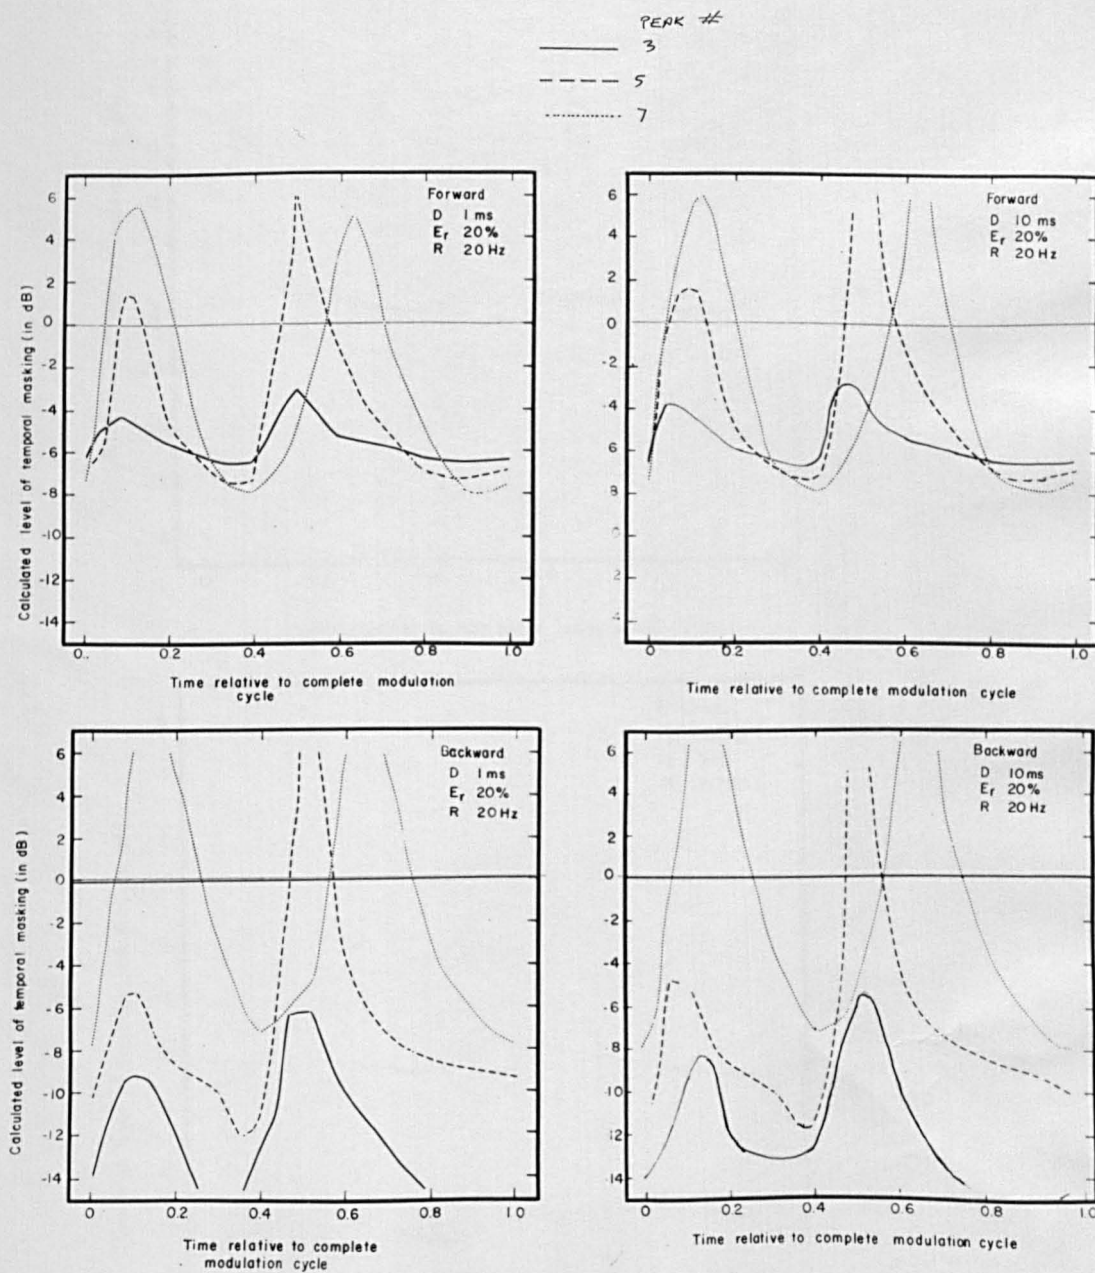 PEAK #
3
5
7
Forward
D 1 ms
Er 20%
R 20 Hz
6
4
2
0
-2
-4
-6
-8
-10
-12
-14
Calculated level of temporal masking (in dB)
0 0.2 0.4 0.6 0.8 1.0
Time relative to complete modulation
cycle
Forward
D 10 ms
Er 20%
R 20 Hz
6
4
2
0
-2
-4
6
8
-10
2
4
0 0.2 0.4 0.6 0.8 1.0
Time relative to complete modulation cycle
Backward
D 1 ms
Er 20%
R 20 Hz
6
4
2
0
-2
-4
-6
-8
-10
-12
-14
Calculated level of temporal masking (in dB)
0 0.2 0.4 0.6 0.8 1.0
Time relative to complete
modulation cycle
Backward
D 10 ms
Er 20%
R 20 Hz
6
4
2
0
-2
-4
-6
-8
-10
-12
-14
0 0.2 0.4 0.6 0.8 1.0
Time relative to complete modulation cycle